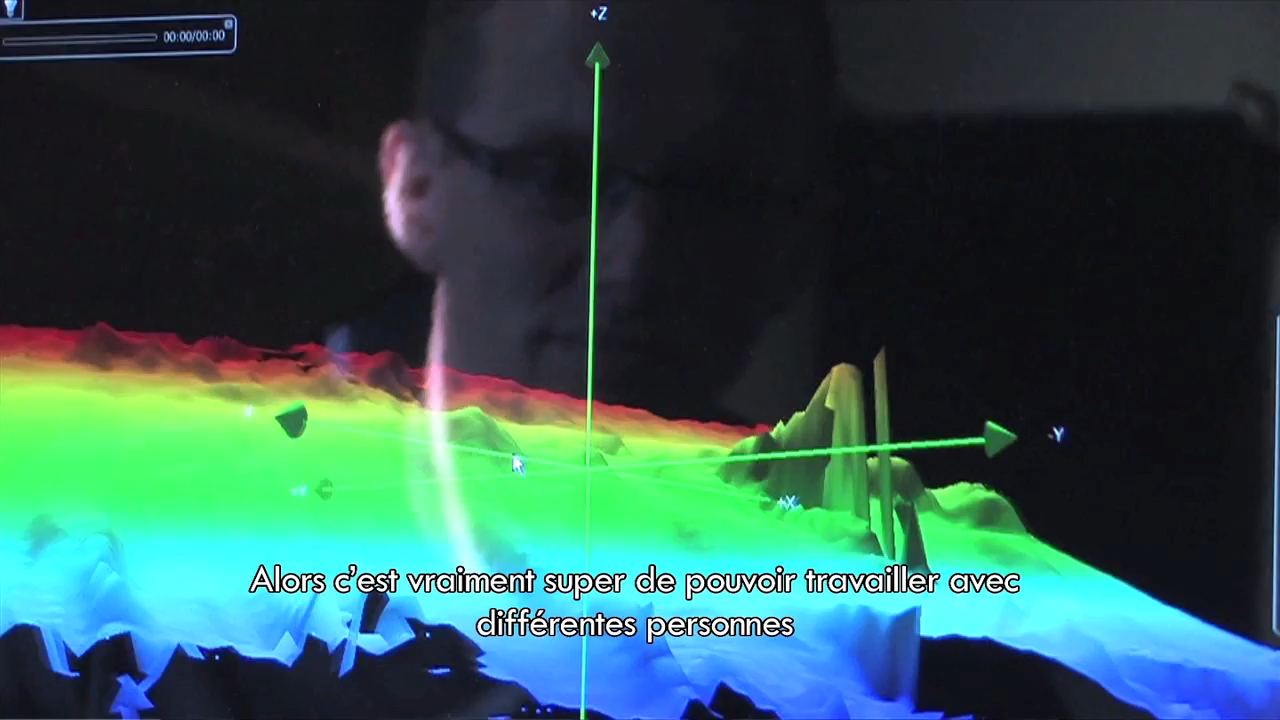 +Z
00:00/00:00
-Y
+X
Alors c'est vraiment super de pouvoir travailler avec
différentes personnes